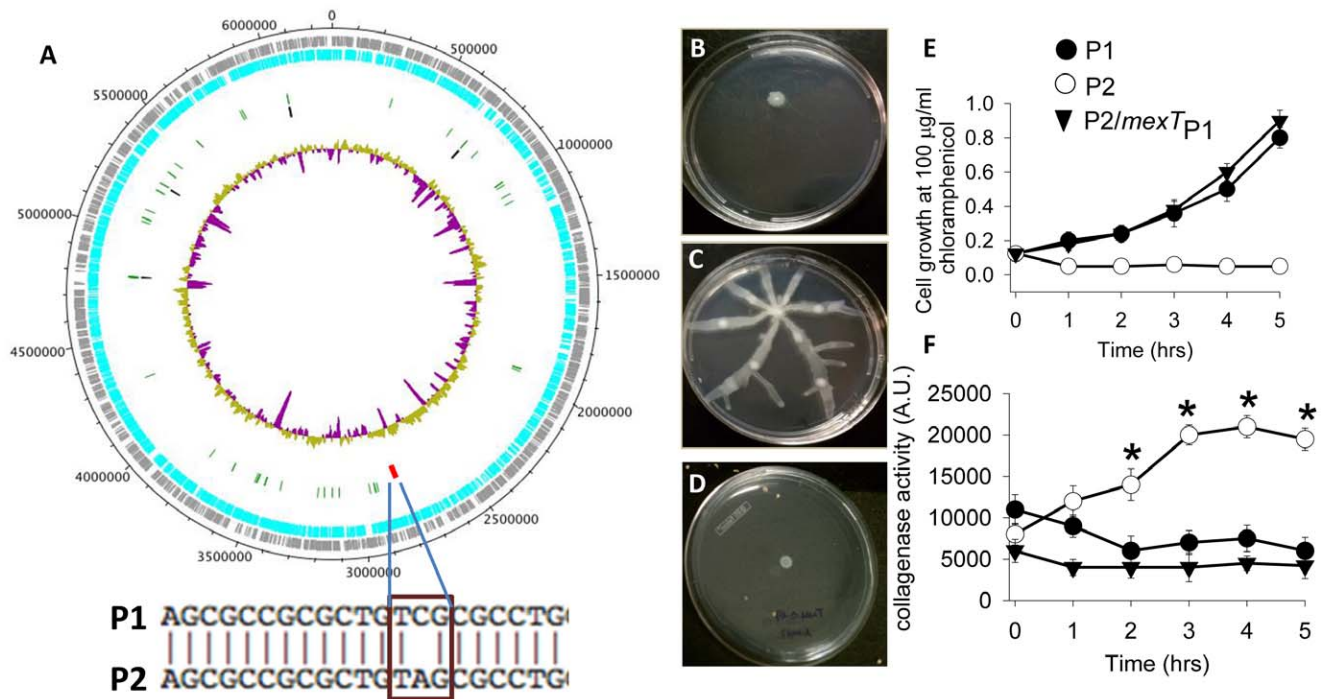 A
0
500000
1000000
1500000
2000000
2500000
3000000
3500000
4000000
4500000
5000000
5500000
6000000
P1 AGCGCCGCGCTGTCGCGCCTG
P2 AGCGCCGCGCTGTAGCGCCTG
B
C
D
E
P1
P2
P2/mexTP1
Cell growth at 100 μg/ml
chloramphenicol
1.0
0.8
0.6
0.4
0.2
0.0
0 1 2 3 4 5
Time (hrs)
F
collagenase activity (A.U.)
25000
20000
15000
10000
5000
0
* * * *
0 1 2 3 4 5
Time (hrs)